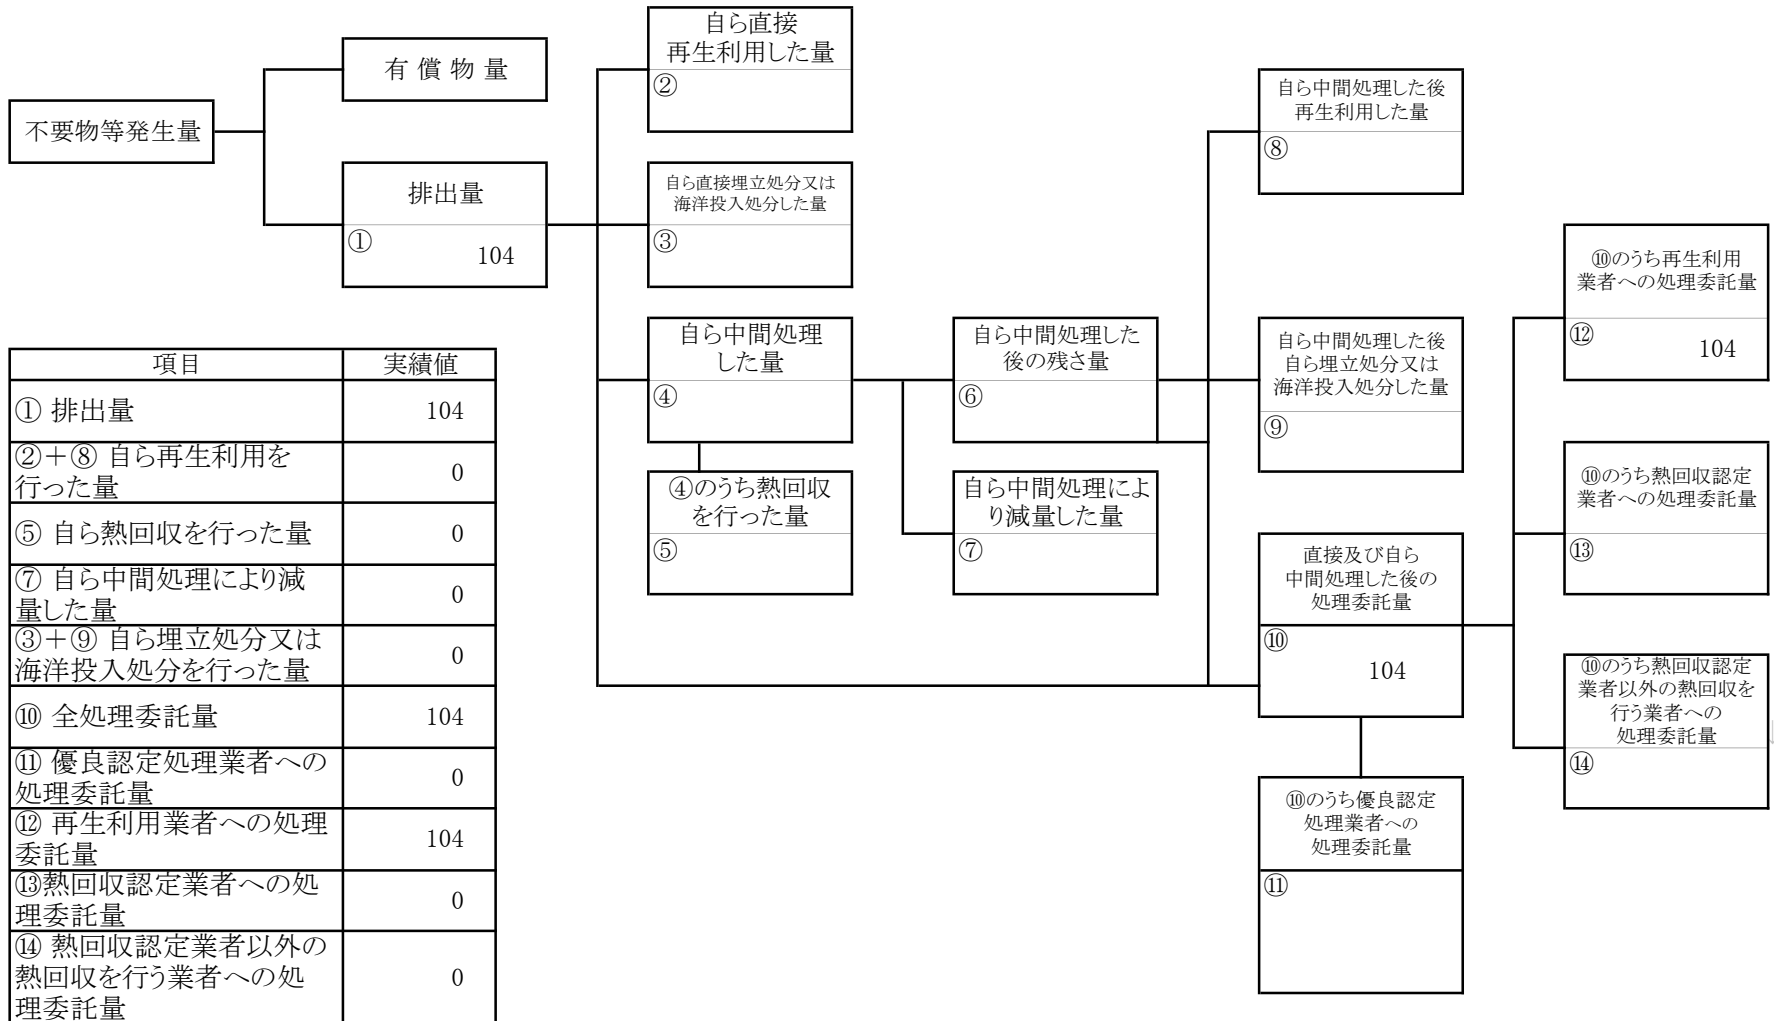 不要物等発生量
有償物量
排出量
①
104
自ら直接
再生利用した量
②
自ら直接埋立処分又は
海洋投入処分した量
③
自ら中間処理
した量
④
④のうち熱回収
を行った量
⑤
自ら中間処理した
後の残さ量
⑥
自ら中間処理によ
り減量した量
⑦
自ら中間処理した後
再生利用した量
⑧
自ら中間処理した後
自ら埋立処分又は
海洋投入処分した量
⑨
直接及び自ら
中間処理した後の
処理委託量
⑩
104
⑩のうち優良認定
処理業者への
処理委託量
⑪
⑩のうち再生利用
業者への処理委託量
⑫
104
⑩のうち熱回収認定
業者への処理委託量
⑬
⑩のうち熱回収認定
業者以外の熱回収を
行う業者への
処理委託量
⑭
項目 実績値
① 排出量 104
②＋⑧ 自ら再生利用を
行った量 0
⑤ 自ら熱回収を行った量 0
⑦ 自ら中間処理により減
量した量 0
③＋⑨ 自ら埋立処分又は
海洋投入処分を行った量 0
⑩ 全処理委託量 104
⑪ 優良認定処理業者への
処理委託量 0
⑫ 再生利用業者への処理
委託量 104
⑬熱回収認定業者への処
理委託量 0
⑭ 熱回収認定業者以外の
熱回収を行う業者への処
理委託量 0